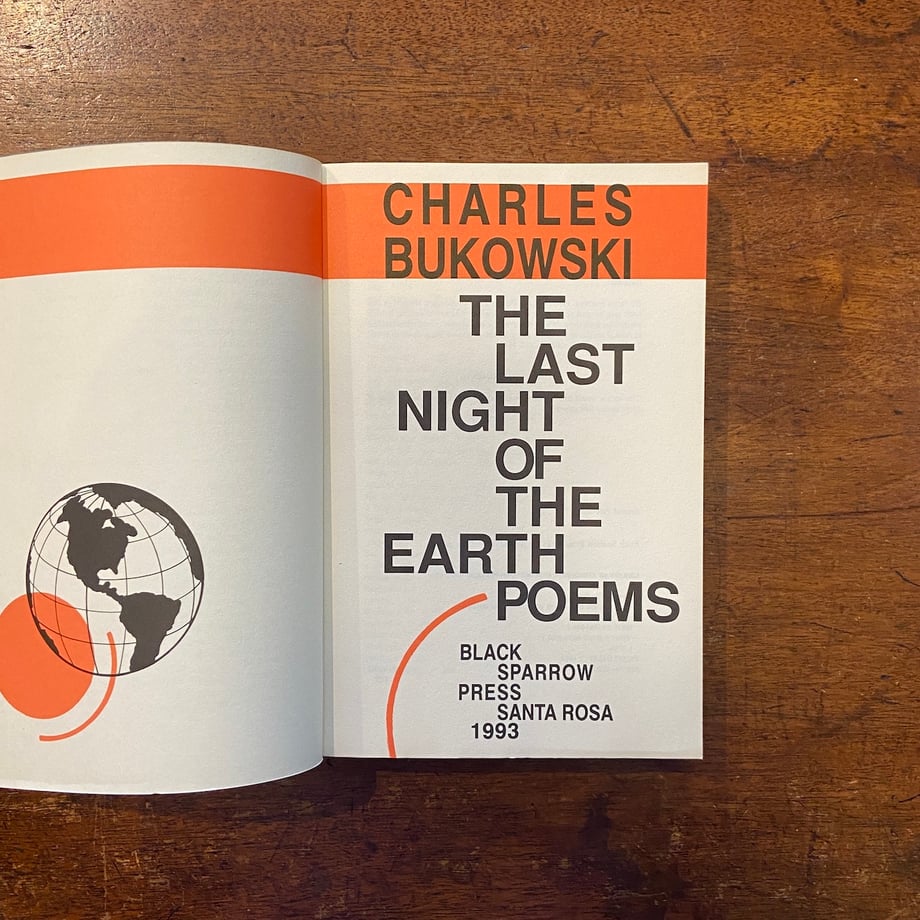 CHARLES
BUKOWSKI
THE
LAST
NIGHT
OF
THE
EARTH
POEMS
BLACK
SPARROW
PRESS
SANTA ROSA
1993